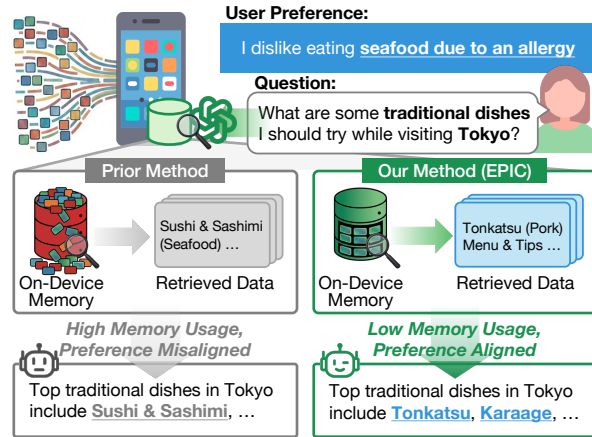 User Preference:
I dislike eating seafood due to an allergy
Question:
What are some traditional dishes
I should try while visiting Tokyo?
Prior Method
Sushi & Sashimi
(Seafood) ...
On-Device
Memory
Retrieved Data
High Memory Usage,
Preference Misaligned
Top traditional dishes in Tokyo
include Sushi & Sashimi, ...
Our Method (EPIC)
Tonkatsu (Pork)
Menu & Tips ...
On-Device
Memory
Retrieved Data
Low Memory Usage,
Preference Aligned
Top traditional dishes in Tokyo
include Tonkatsu, Karaage, ...